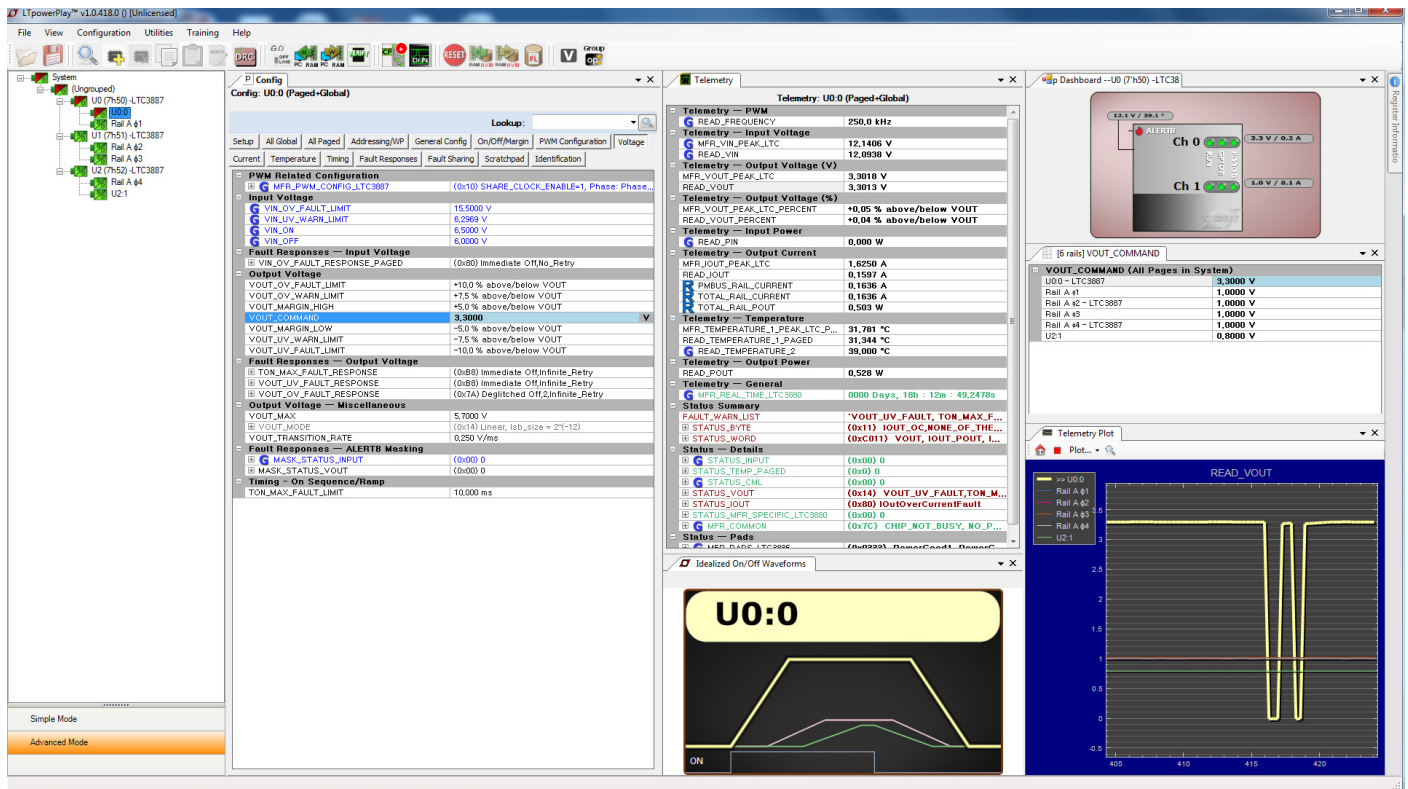 LTpowerPlay™ v1.0.418.0 () [Unlicensed]
File View Configuration Utilities Training Help
System
(Ungrouped)
U0 (7h50) -LTC3887
U0:0
Rail A ϕ1
U1 (7h51) -LTC3887
Rail A ϕ2
Rail A ϕ3
U2 (7h52) -LTC3887
Rail A ϕ4
U2:1
Simple Mode
Advanced Mode
Config
Config: U0:0 (Paged+Global)
Lookup:
Setup All Global All Paged Addressing/WP General Config On/Off/Margin PWM Configuration Voltage
Current Temperature Timing Fault Responses Fault Sharing Scratchpad Identification
PWM Related Configuration
G MFR_PWM_CONFIG_LTC3887 (0x10) SHARE_CLOCK_ENABLE=1, Phase: Phase...
Input Voltage
G VIN_OV_FAULT_LIMIT 15,5000 V
G VIN_UV_WARN_LIMIT 6,2969 V
G VIN_ON 6,5000 V
G VIN_OFF 6,0000 V
Fault Responses — Input Voltage
VIN_OV_FAULT_RESPONSE_PAGED (0x80) Immediate Off,No_Retry
Output Voltage
VOUT_OV_FAULT_LIMIT +10,0 % above/below VOUT
VOUT_OV_WARN_LIMIT +7,5 % above/below VOUT
VOUT_MARGIN_HIGH +5,0 % above/below VOUT
VOUT_COMMAND 3,3000 V
VOUT_MARGIN_LOW -5,0 % above/below VOUT
VOUT_UV_WARN_LIMIT -7,5 % above/below VOUT
VOUT_UV_FAULT_LIMIT -10,0 % above/below VOUT
Fault Responses — Output Voltage
TON_MAX_FAULT_RESPONSE (0xB8) Immediate Off,Infinite_Retry
VOUT_UV_FAULT_RESPONSE (0xB8) Immediate Off,Infinite_Retry
VOUT_OV_FAULT_RESPONSE (0x7A) Deglitched Off,2,Infinite_Retry
Output Voltage — Miscellaneous
VOUT_MAX 5,7000 V
VOUT_MODE (0x14) Linear, lsb_size = 2^(-12)
VOUT_TRANSITION_RATE 0,250 V/ms
Fault Responses — ALERTB Masking
G MASK_STATUS_INPUT (0x00) 0
MASK_STATUS_VOUT (0x00) 0
Timing - On Sequence/Ramp
TON_MAX_FAULT_LIMIT 10,000 ms
Telemetry
Telemetry: U0:0 (Paged+Global)
Telemetry — PWM
G READ_FREQUENCY 250,0 kHz
Telemetry — Input Voltage
G MFR_VIN_PEAK_LTC 12,1406 V
G READ_VIN 12,0938 V
Telemetry — Output Voltage (V)
MFR_VOUT_PEAK_LTC 3,3018 V
READ_VOUT 3,3013 V
Telemetry — Output Voltage (%)
MFR_VOUT_PEAK_LTC_PERCENT +0,05 % above/below VOUT
READ_VOUT_PERCENT +0,04 % above/below VOUT
Telemetry — Input Power
G READ_PIN 0,000 W
Telemetry — Output Current
MFR_IOUT_PEAK_LTC 1,6250 A
READ_IOUT 0,1597 A
R PMBUS_RAIL_CURRENT 0,1636 A
R TOTAL_RAIL_CURRENT 0,1636 A
R TOTAL_RAIL_POUT 0,503 W
Telemetry — Temperature
MFR_TEMPERATURE_1_PEAK_LTC_P... 31,781 °C
READ_TEMPERATURE_1_PAGED 31,344 °C
G READ_TEMPERATURE_2 39,000 °C
Telemetry — Output Power
READ_POUT 0,528 W
Telemetry — General
G MFR_REAL_TIME_LTC3880 0000 Days, 18h : 12m : 49,2478s
Status Summary
FAULT_WARN_LIST 'VOUT_UV_FAULT, TON_MAX_F...
STATUS_BYTE (0x11) IOUT_OC,NONE_OF_THE...
STATUS_WORD (0xC011) VOUT, IOUT_POUT, I...
Status — Details
G STATUS_INPUT (0x00) 0
STATUS_TEMP_PAGED (0x0) 0
G STATUS_CML (0x00) 0
STATUS_VOUT (0x14) VOUT_UV_FAULT,TON_M...
STATUS_IOUT (0x80) IOutOverCurrentFault
STATUS_MFR_SPECIFIC_LTC3880 (0x00) 0
G MFR_COMMON (0x7C) CHIP_NOT_BUSY, NO_P...
Status — Pads
Idealized On/Off Waveforms
U0:0
ON
p Dashboard --U0 (7'h50) -LTC38
12.1 V / 39.1 °
ALERTB
Ch 0
3.3 V / 0.2 A
Ch 1
1.0 V / 8.1 A
Register Informatio
[6 rails] VOUT_COMMAND
VOUT_COMMAND (All Pages in System)
U0:0 - LTC3887 3,3000 V
Rail A ϕ1 1,0000 V
Rail A ϕ2 - LTC3887 1,0000 V
Rail A ϕ3 1,0000 V
Rail A ϕ4 - LTC3887 1,0000 V
U2:1 0,8000 V
Telemetry Plot
Plot...
READ_VOUT
>> U0:0
Rail A ϕ1
Rail A ϕ2
Rail A ϕ3
Rail A ϕ4
U2:1
3.5
3
2.5
2
1.5
1
0.5
0
-0.5
405 410 415 420